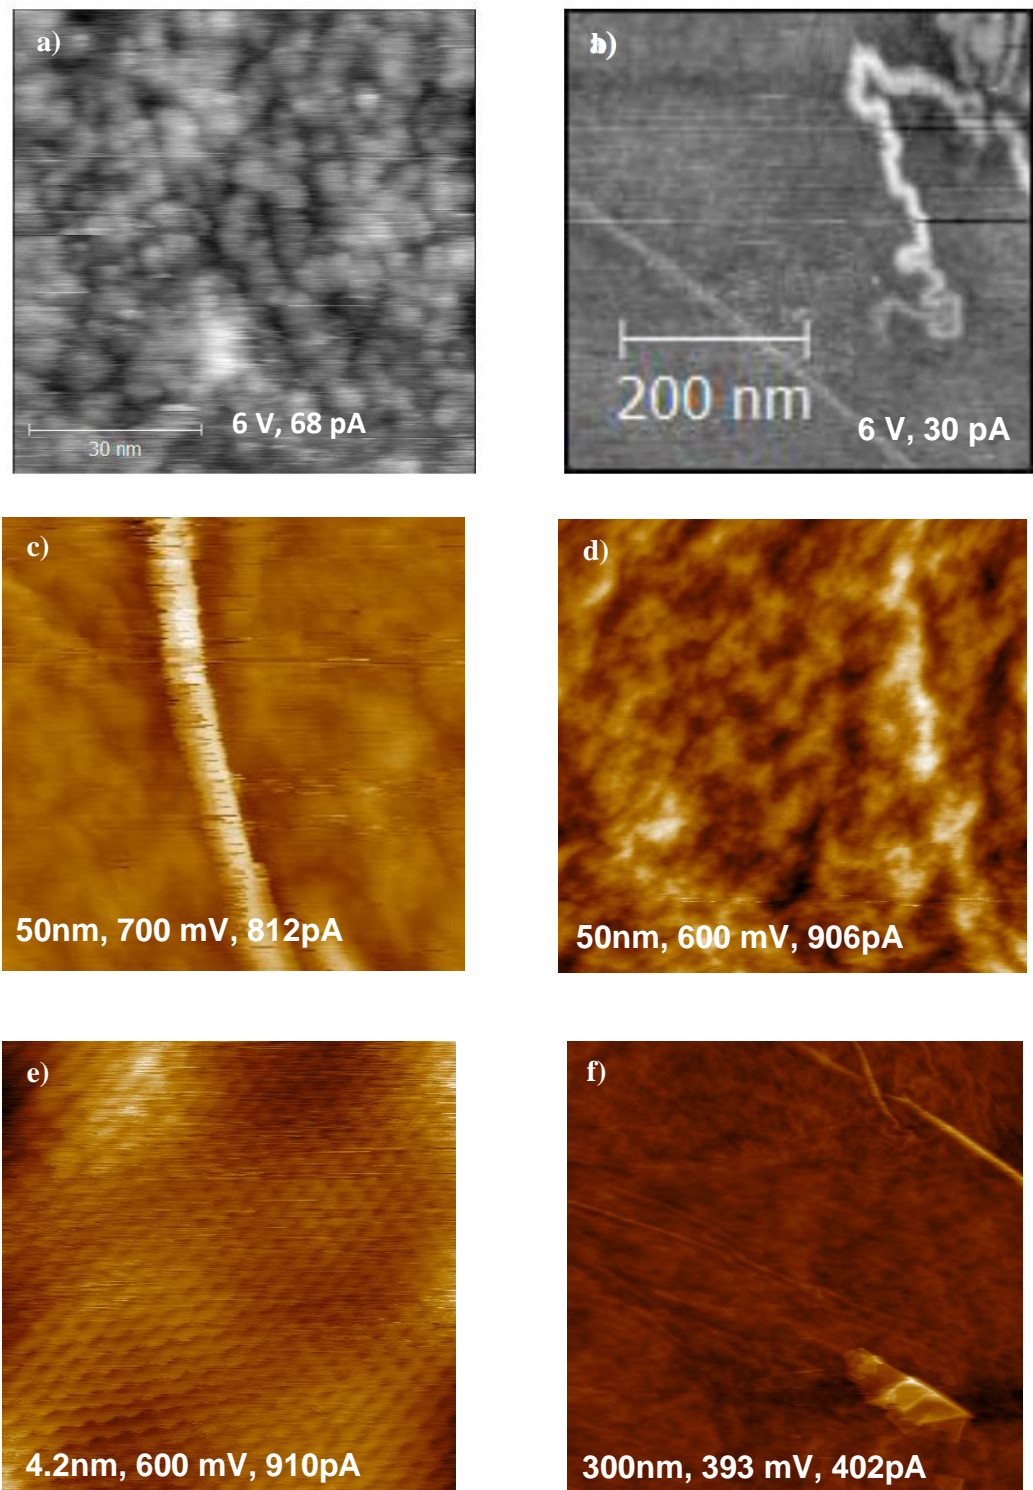 a)
6 V, 68 pA
30 nm
b)
200 nm
6 V, 30 pA
c)
50nm, 700 mV, 812pA
d)
50nm, 600 mV, 906pA
e)
4.2nm, 600 mV, 910pA
f)
300nm, 393 mV, 402pA